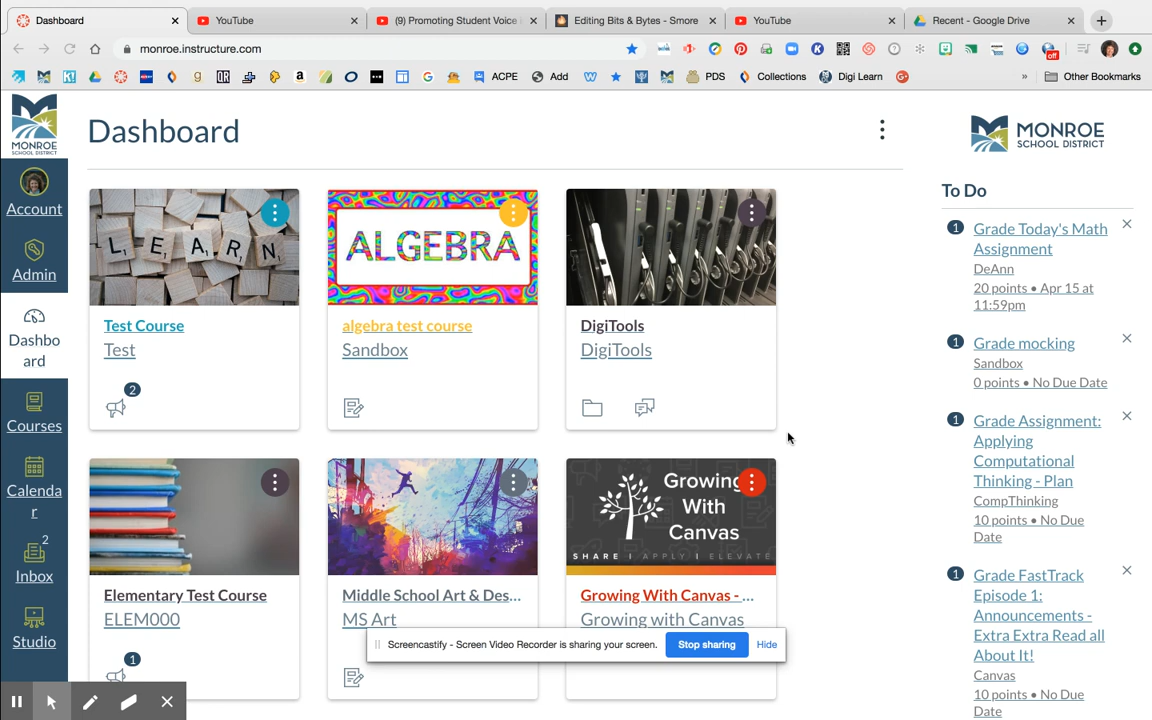 Dashboard
YouTube
(9) Promoting Student Voice
Editing Bits & Bytes - Smore
YouTube
Recent - Google Drive
monroe.instructure.com
off
ACPE
Add
PDS
Collections
Digi Learn
»
Other Bookmarks
MONROE
SCHOOL DISTRICT
Account
Admin
Dashbo
ard
Courses
Calenda
r
2
Inbox
Studio
Dashboard
LEARN
Test Course
Test
2
ALGEBRA
algebra test course
Sandbox
DigiTools
DigiTools
Elementary Test Course
ELEM000
1
Middle School Art & Des...
MS Art
Growing
With
Canvas
SHARE | APPLY | ELEVATE
Growing With Canvas - ...
Growing with Canvas
Screencastify - Screen Video Recorder is sharing your screen.
Stop sharing
Hide
MONROE
SCHOOL DISTRICT
To Do
1
Grade Today's Math
Assignment
DeAnn
20 points • Apr 15 at
11:59pm
1
Grade mocking
Sandbox
0 points • No Due Date
1
Grade Assignment:
Applying
Computational
Thinking - Plan
CompThinking
10 points • No Due
Date
1
Grade FastTrack
Episode 1:
Announcements -
Extra Extra Read all
About It!
Canvas
10 points • No Due
Date